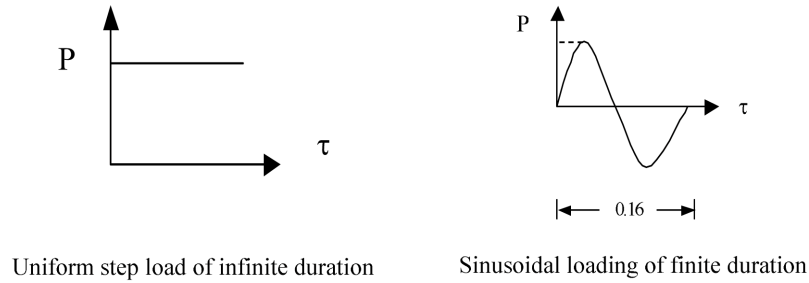 P
τ
Uniform step load of infinite duration
P
τ
0.16
Sinusoidal loading of finite duration